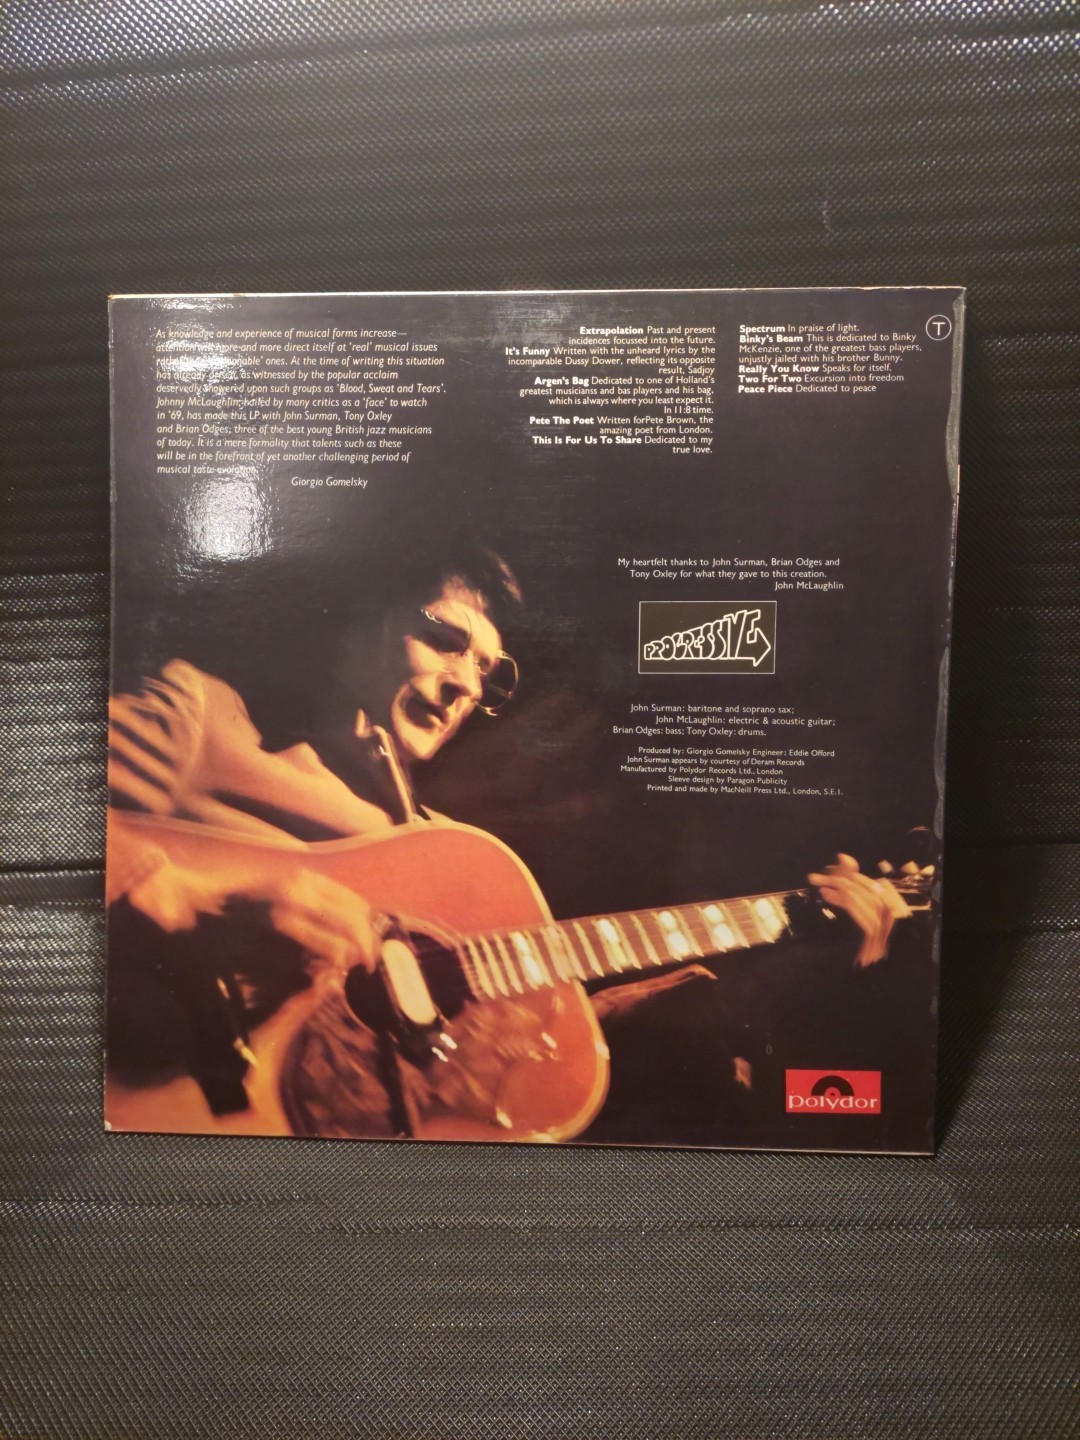 As knowledge and experience of musical forms increase—
attention will more and more direct itself at 'real' musical issues
ones. At the time of writing this situation
has already arisen, as witnessed by the popular acclaim
deservedly showered upon such groups as 'Blood, Sweat and Tears'.
Johnny McLaughlin, hailed by many critics as a 'face' to watch
in '69, has made this LP with John Surman, Tony Oxley
and Brian Odges, three of the best young British jazz musicians
of today. It is a mere formality that talents such as these
will be in the forefront of yet another challenging period of
musical taste-evolution.
Giorgio Gomelsky
Extrapolation Past and present
incidences focussed into the future.
It's Funny Written with the unheard lyrics by the
incomparable Dussy Dower, reflecting its opposite
result, Sadjoy
Argen's Bag Dedicated to one of Holland's
greatest musicianss and bas players and his bag,
which is always where you least expect it.
In 11:8 time.
Pete The Poet Written forPete Brown, the
amazing poet from London.
This Is For Us To Share Dedicated to my
true love.
Spectrum In praise of light.
Binky's Beam This is dedicated to Binky
McKenzie, one of the greatest bass players,
unjustly jailed with his brother Bunny.
Really You Know Speaks for itself.
Two For Two Excursion into freedom
Peace Piece Dedicated to peace
T
My heartfelt thanks to John Surman, Brian Odges and
Tony Oxley for what they gave to this creation.
John McLaughlin
PROGRESSIVE
John Surman: baritone and soprano sax;
John McLaughlin: electric & acoustic guitar;
Brian Odges: bass; Tony Oxley: drums.
Produced by: Giorgio Gomelsky Engineer: Eddie Offord
John Surman appears by courtesy of Deram Records
Manufactured by Polydor Records Ltd., London
Sleeve design by Paragon Publicity
Printed and made by MacNeill Press Ltd., London, S.E.1.
polydor